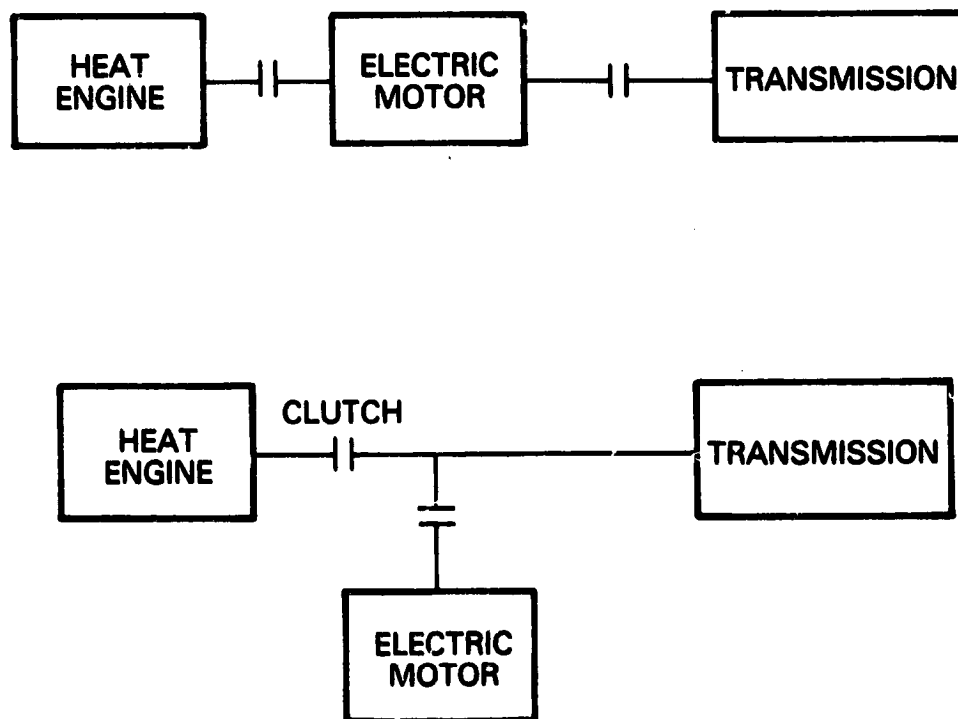 HEAT
ENGINE
ELECTRIC
MOTOR
TRANSMISSION
HEAT
ENGINE
CLUTCH
TRANSMISSION
ELECTRIC
MOTOR